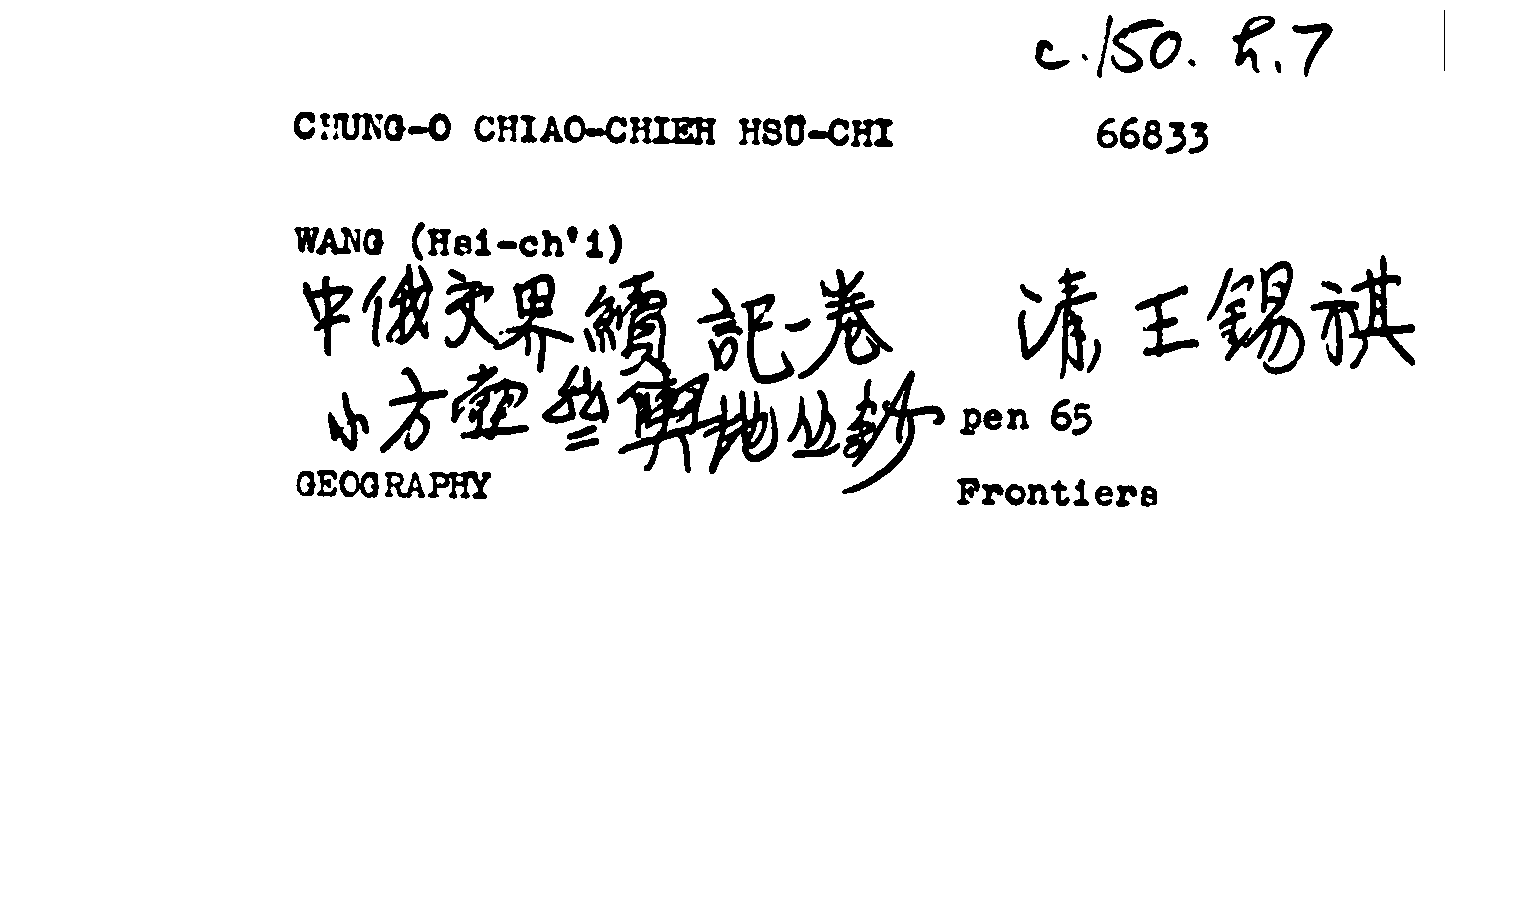 c.150. h.7
CHUNG-O CHIAO-CHIEH HSÜ-CHI 66833
WANG (Hsi-ch'i)
中俄交界續記一卷 清 王錫祺
小方壺齋輿地丛鈔 pen 65
GEOGRAPHY Frontiers